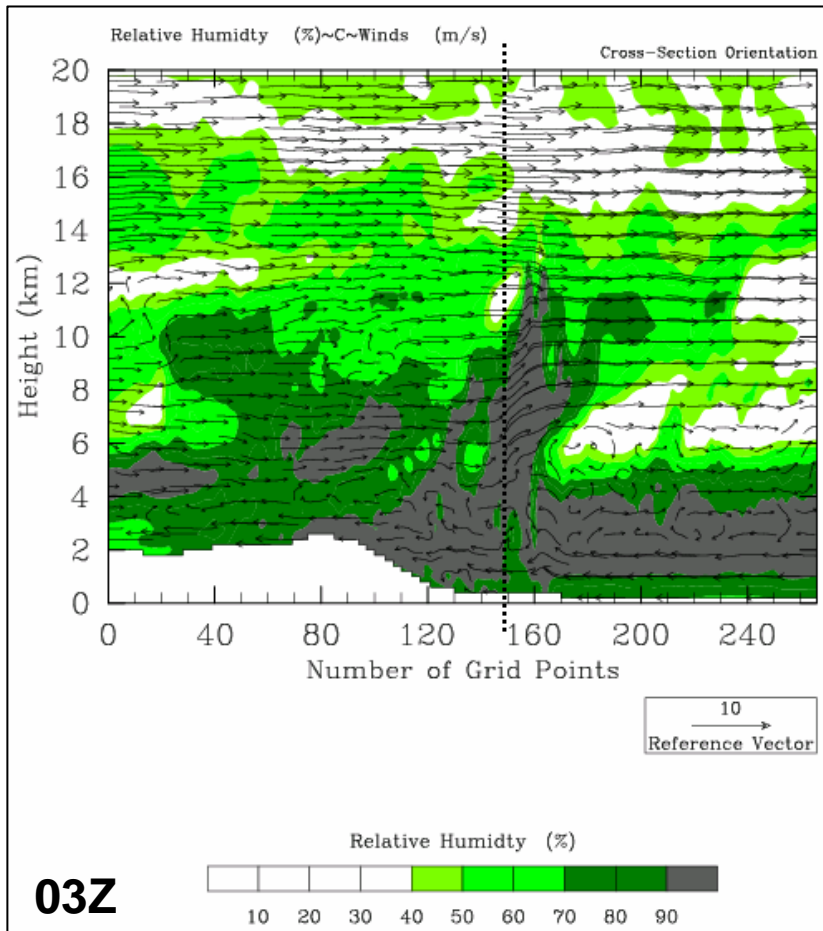 Relative Humidty (%)~C~Winds (m/s)
Cross-Section Orientation
20
18
16
14
12
10
8
6
4
2
0
Height (km)
0 40 80 120 160 200 240
Number of Grid Points
10
Reference Vector
Relative Humidty (%)
10 20 30 40 50 60 70 80 90
03Z